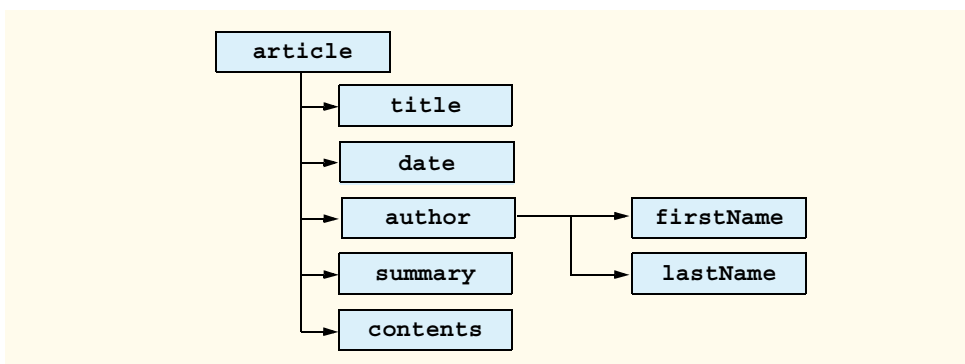 article
title
date
author
firstName
summary
lastName
contents